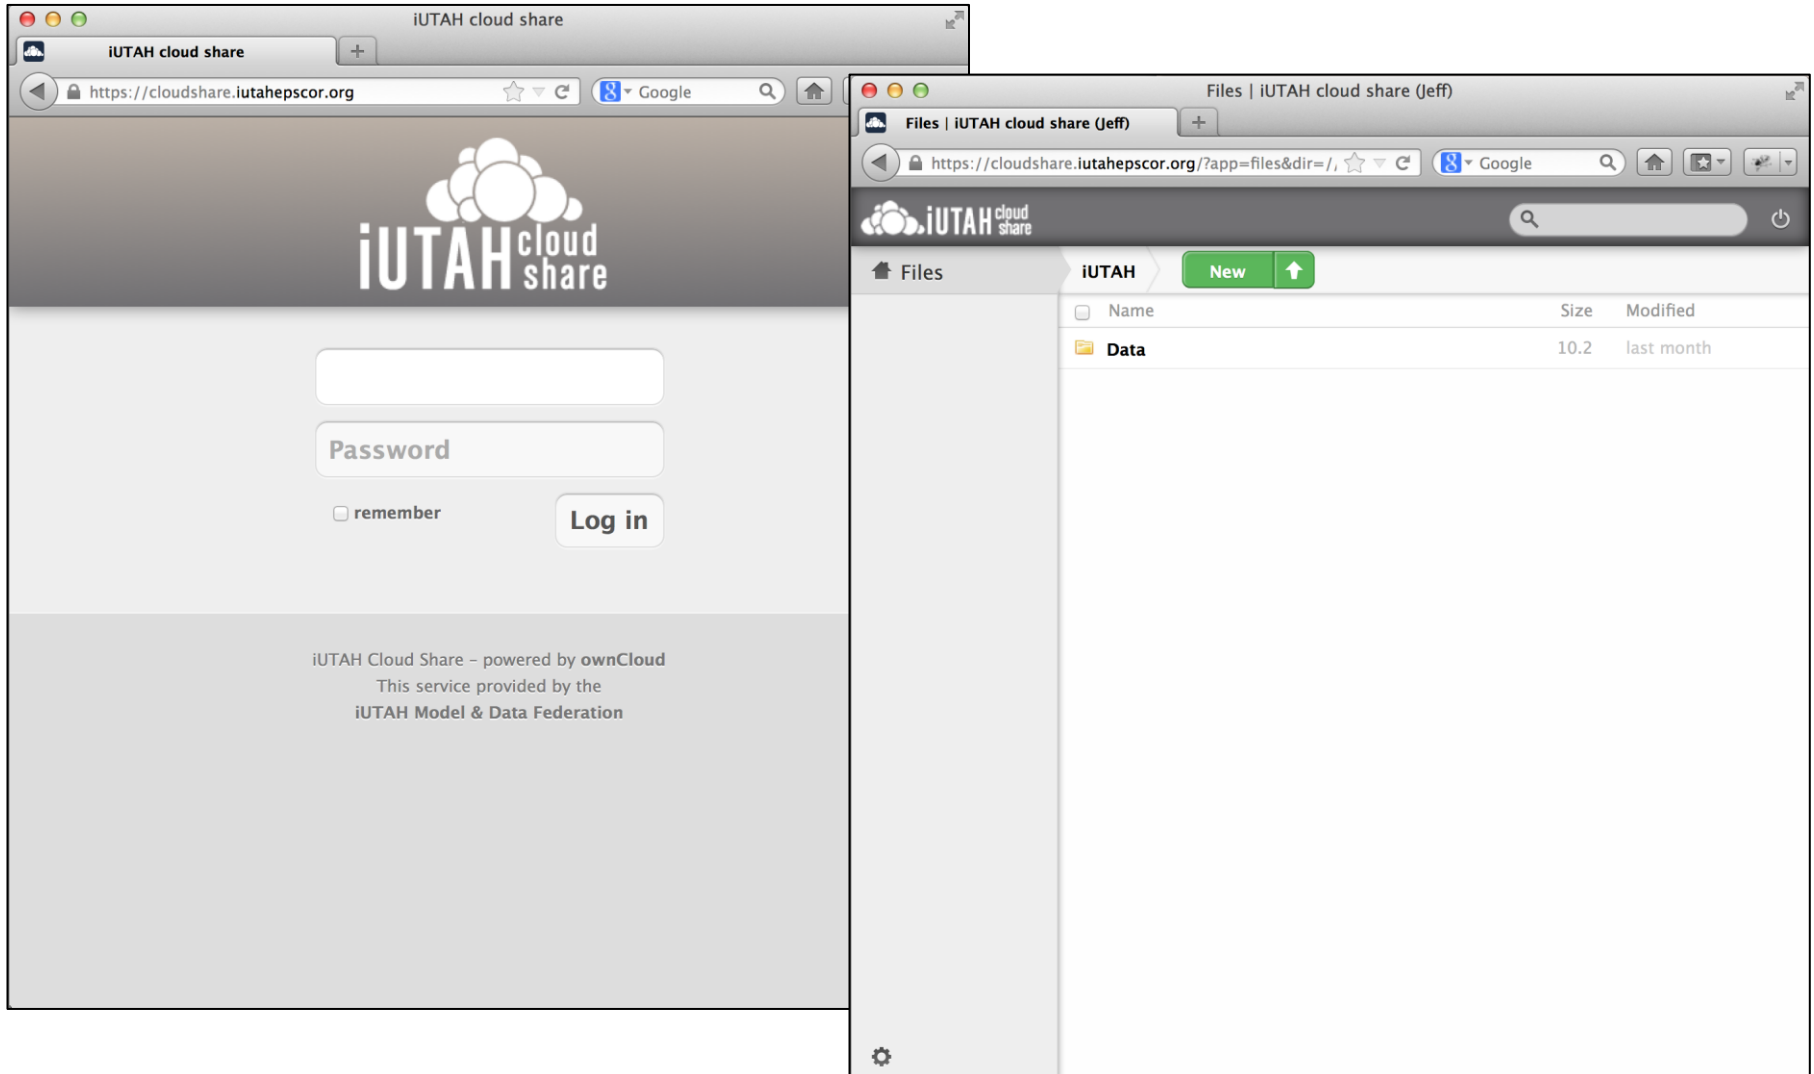 iUTAH cloud share
iUTAH cloud share
https://cloudshare.iutahepscor.org
Google
iUTAH cloud
share
Password
remember
Log in
iUTAH Cloud Share – powered by ownCloud
This service provided by the
iUTAH Model & Data Federation
Files | iUTAH cloud share (Jeff)
Files | iUTAH cloud share (Jeff)
https://cloudshare.iutahepscor.org/?app=files&dir=/
Google
iUTAH cloud
share
Files
iUTAH
New
Name Size Modified
Data 10.2 last month